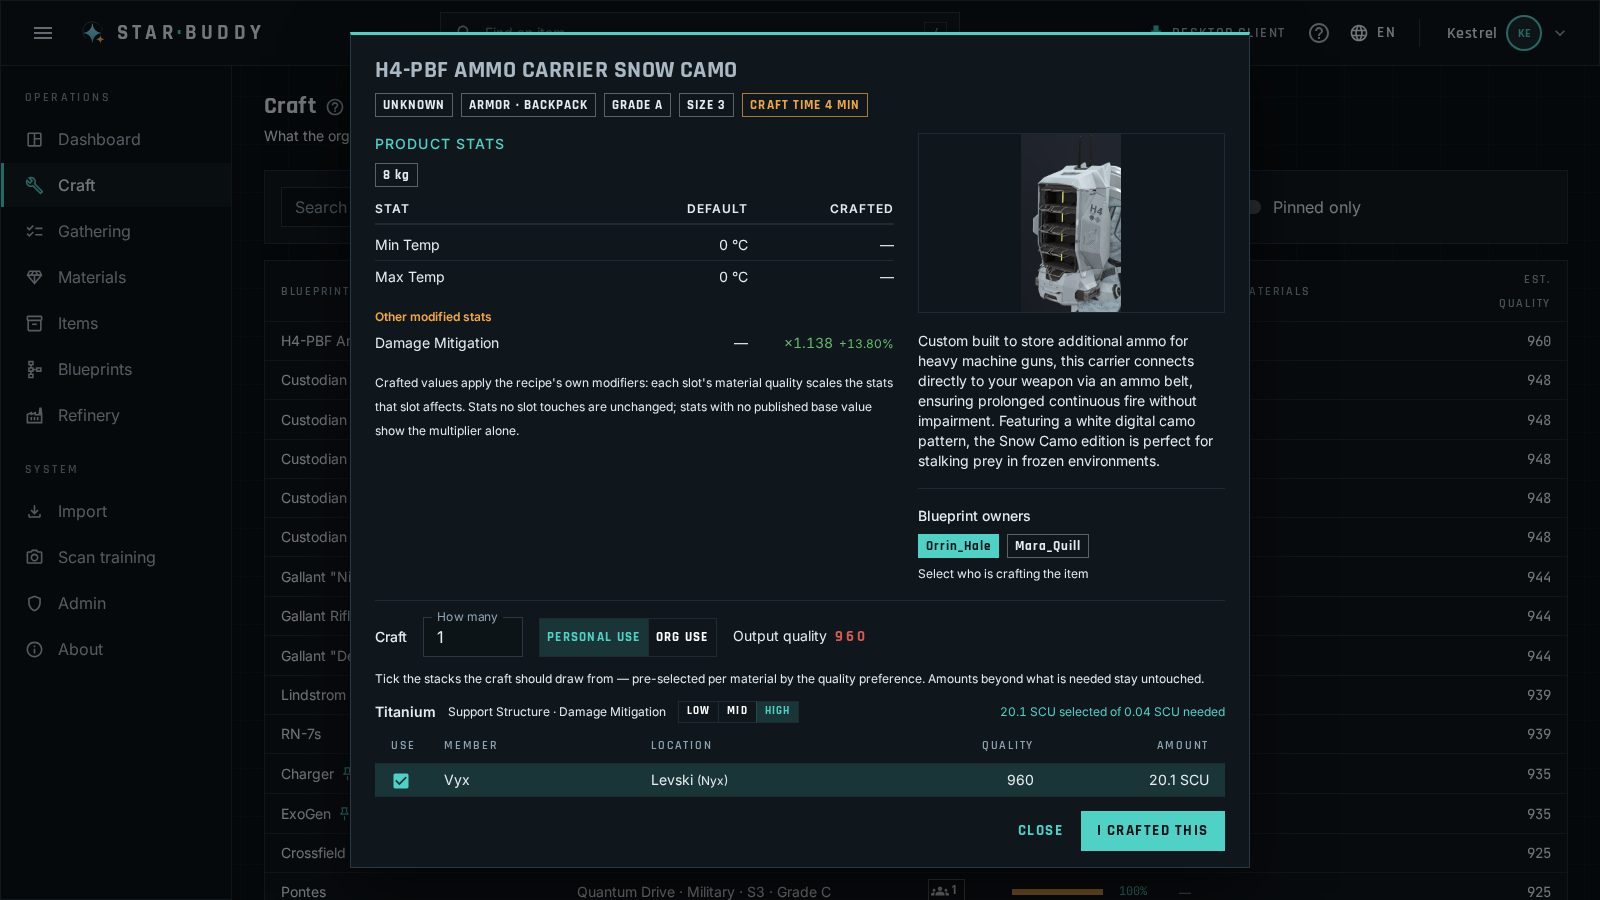 STAR·BUDDY
Find an item
DESKTOP CLIENT
EN
Kestrel
KE
OPERATIONS
Dashboard
Craft
Gathering
Materials
Items
Blueprints
Refinery
SYSTEM
Import
Scan training
Admin
About
Craft
What the org
Search
Pinned only
BLUEPRINT
ATERIALS
EST.
QUALITY
H4-PBF Ar
960
Custodian
948
Custodian
948
Custodian
948
Custodian
948
Custodian
948
Gallant "Ni
944
Gallant Rifl
944
Gallant "De
944
Lindstrom
939
RN-7s
939
Charger
935
ExoGen
935
Crossfield
925
Pontes
Quantum Drive · Military · S3 · Grade C
1
100%
—
925
H4-PBF AMMO CARRIER SNOW CAMO
UNKNOWN
ARMOR · BACKPACK
GRADE A
SIZE 3
CRAFT TIME 4 MIN
PRODUCT STATS
8 kg
STAT DEFAULT CRAFTED
Min Temp 0 °C —
Max Temp 0 °C —
Other modified stats
Damage Mitigation — ×1.138 +13.80%
Crafted values apply the recipe's own modifiers: each slot's material quality scales the stats
that slot affects. Stats no slot touches are unchanged; stats with no published base value
show the multiplier alone.
H4
Custom built to store additional ammo for
heavy machine guns, this carrier connects
directly to your weapon via an ammo belt,
ensuring prolonged continuous fire without
impairment. Featuring a white digital camo
pattern, the Snow Camo edition is perfect for
stalking prey in frozen environments.
Blueprint owners
Orrin_Hale
Mara_Quill
Select who is crafting the item
Craft
How many
1
PERSONAL USE
ORG USE
Output quality 960
Tick the stacks the craft should draw from — pre-selected per material by the quality preference. Amounts beyond what is needed stay untouched.
Titanium Support Structure · Damage Mitigation LOW MID HIGH 20.1 SCU selected of 0.04 SCU needed
USE MEMBER LOCATION QUALITY AMOUNT
Vyx Levski (Nyx) 960 20.1 SCU
CLOSE
I CRAFTED THIS